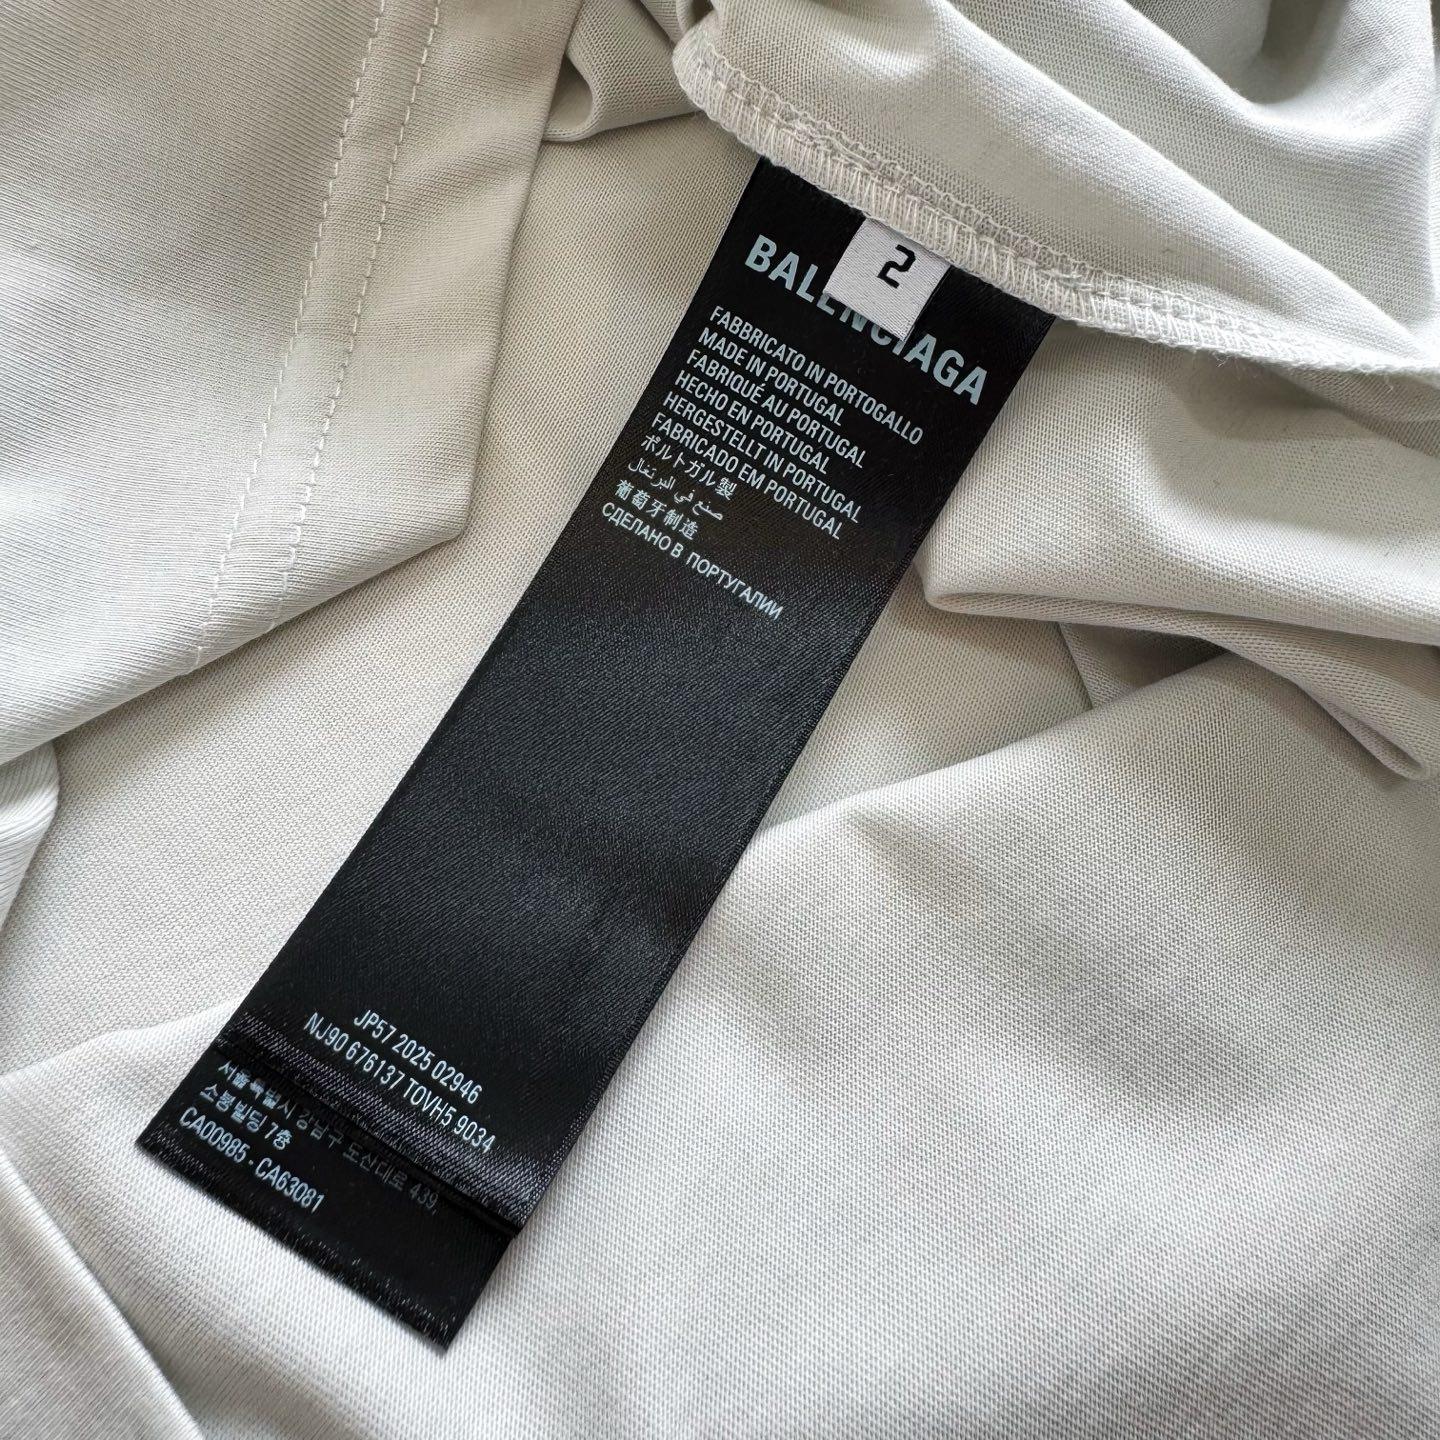 2
BALENCIAGA
FABBRICATO IN PORTOGALLO
MADE IN PORTUGAL
FABRIQUÉ AU PORTUGAL
HECHO EN PORTUGAL
HERGESTELLT IN PORTUGAL
FABRICADO EM PORTUGAL
ポルトガル製
صنع في البرتغال
葡萄牙制造
СДЕЛАНО В ПОРТУГАЛИИ
JP57 2025 02946
NJ90 676137 TOVH5 9034
서울특별시 강남구 도산대로 439,
소봉빌딩 7층
CA00985 - CA63081